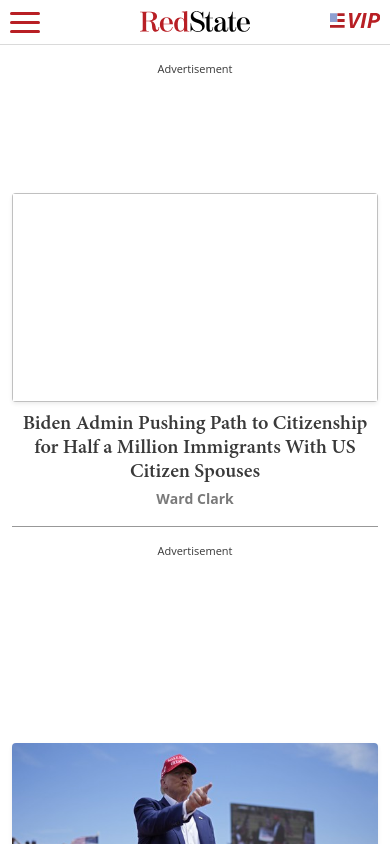 RedState
VIP
Advertisement
Biden Admin Pushing Path to Citizenship
for Half a Million Immigrants With US
Citizen Spouses
Ward Clark
Advertisement